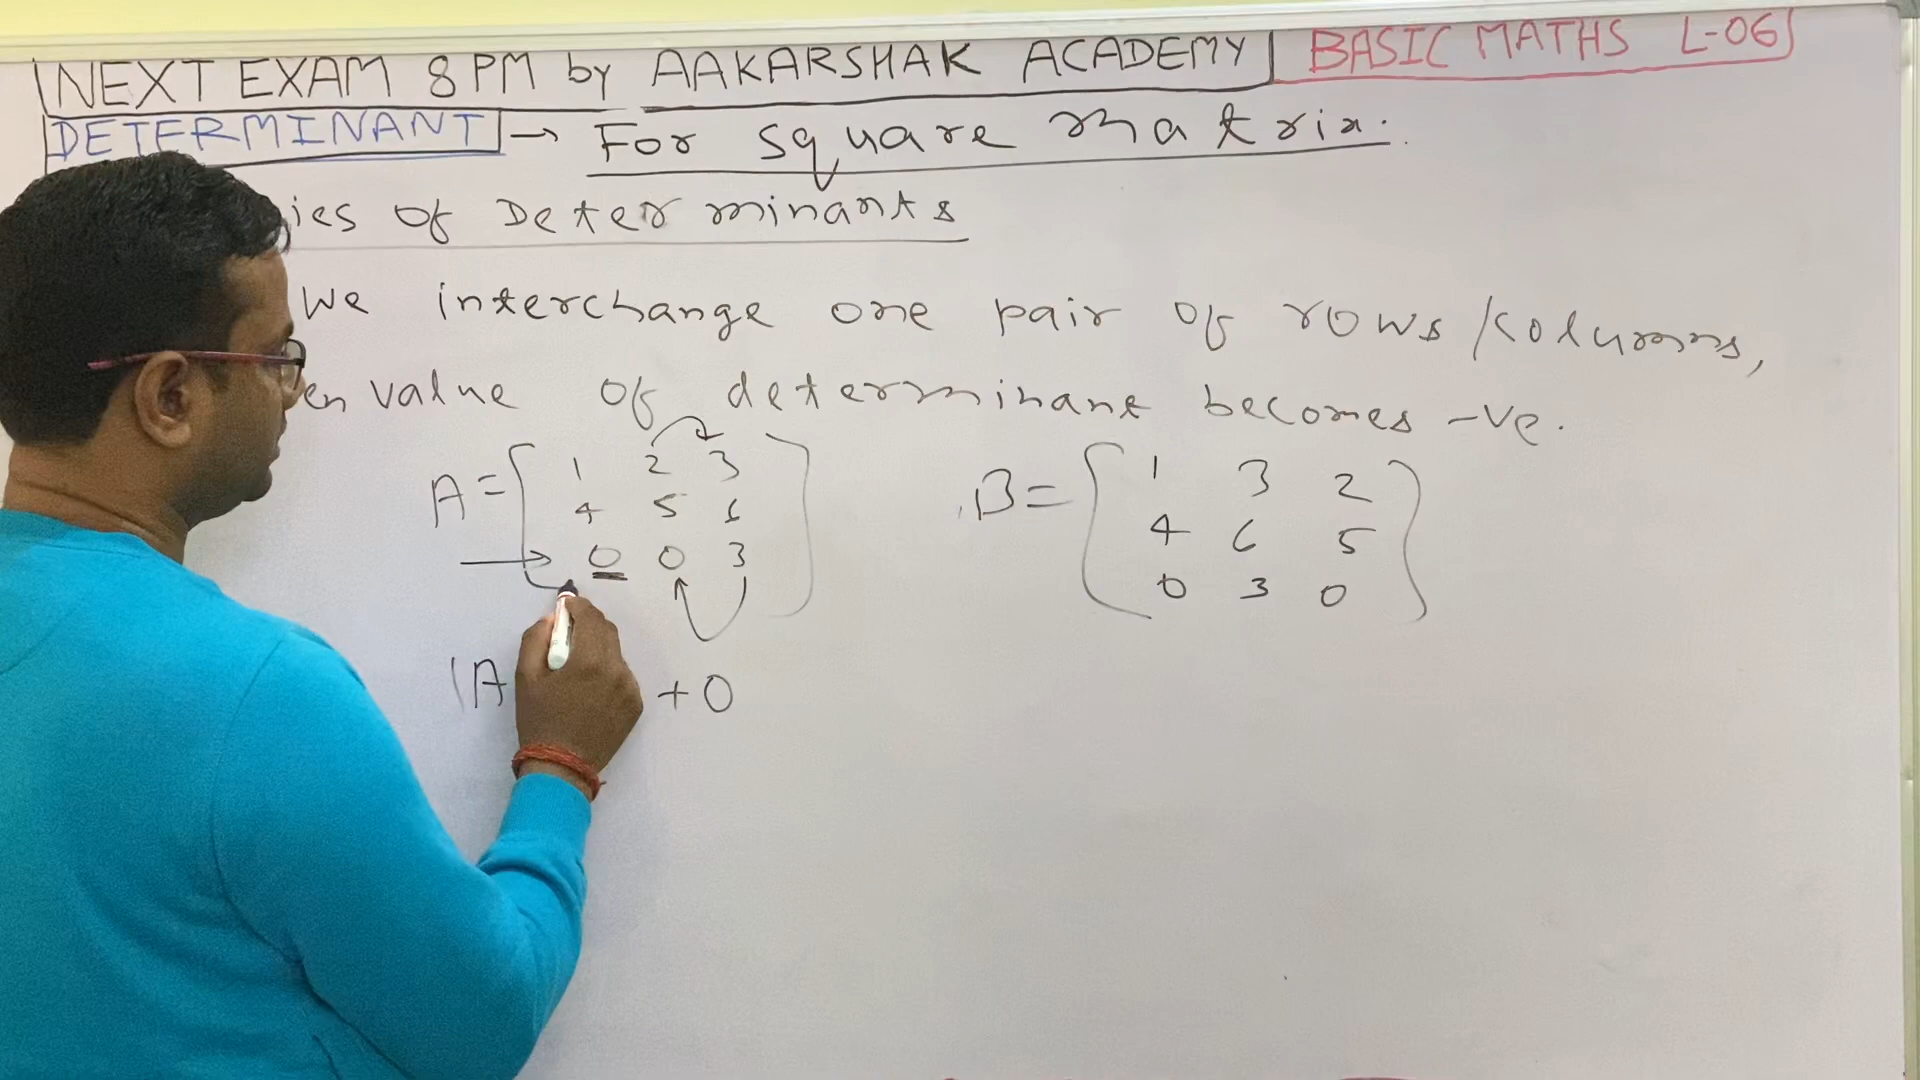 NEXT EXAM 8 PM by AAKARSHAK ACADEMY BASIC MATHS L-06
DETERMINANT → For square matrix.
ies of Determinants
We interchange one pair of rows/columns,
en value of determinant becomes -ve.
A = [ 1 2 3
4 5 6
0 0 3 ]
B = [ 1 3 2
4 6 5
0 3 0 ]
|A + 0